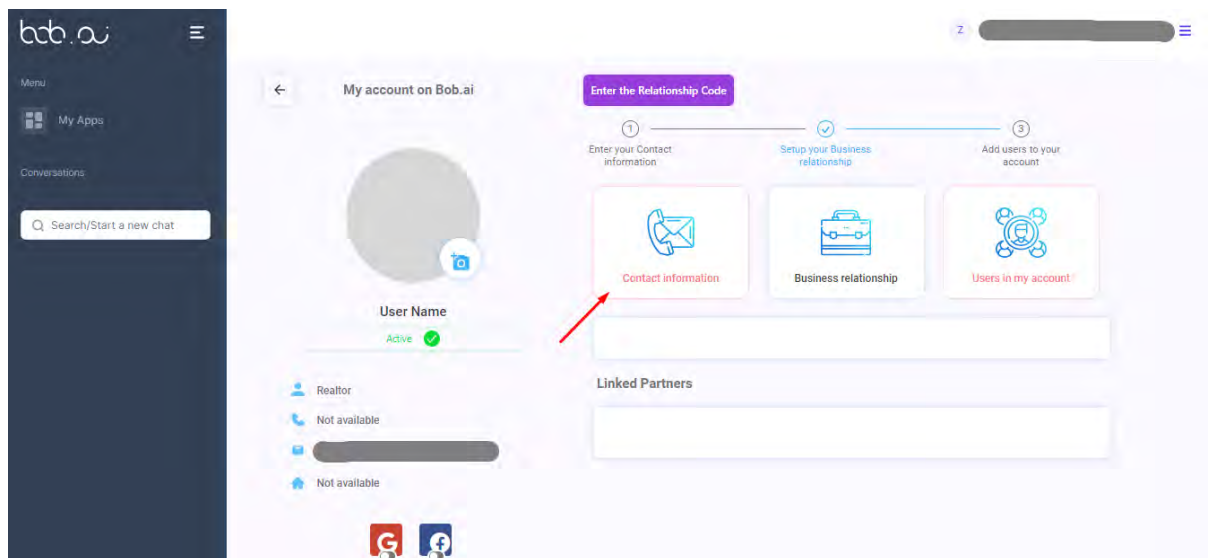 bob.ai
Z
Menu
My account on Bob.ai
Enter the Relationship Code
My Apps
1
3
Enter your Contact
information
Setup your Business
relationship
Add users to your
account
Conversations
Search/Start a new chat
Contact information
Business relationship
Users in my account
User Name
Active
Linked Partners
Realtor
Not available
Not available
G
f